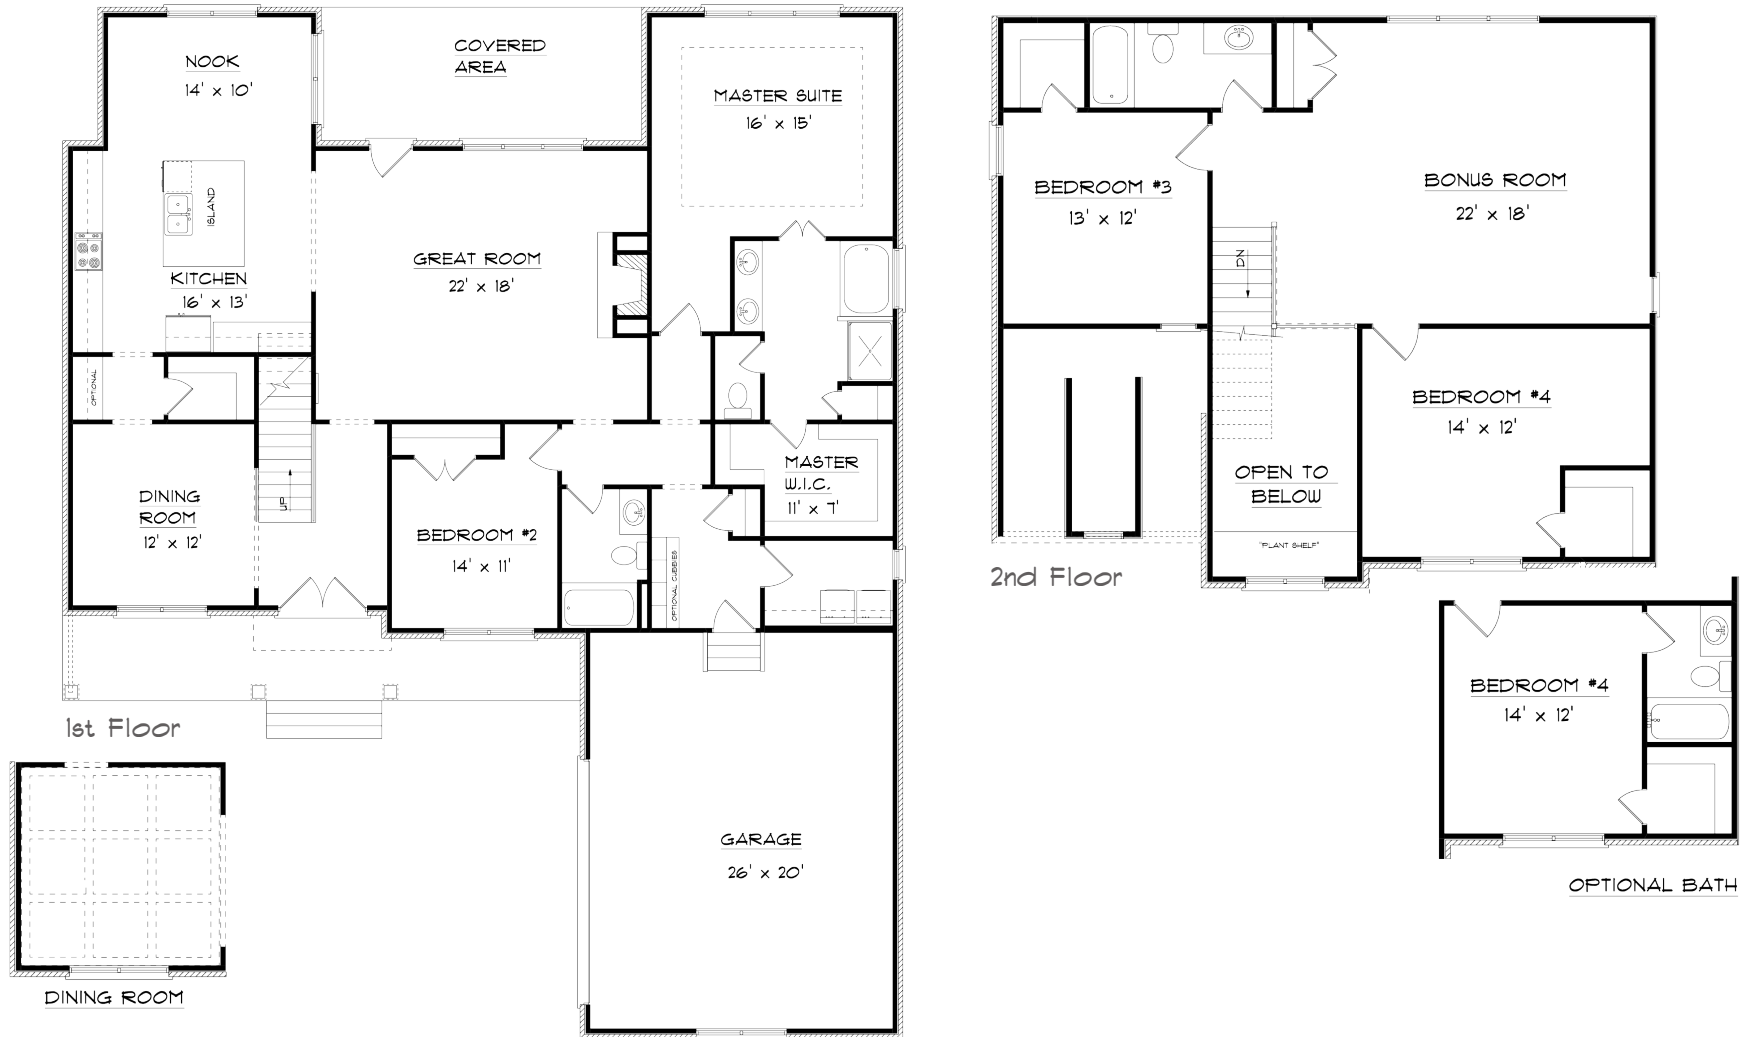 NOOK
14' x 10'
COVERED
AREA
MASTER SUITE
16' x 15'
ISLAND
KITCHEN
16' x 13'
GREAT ROOM
22' x 18'
OPTIONAL
DINING
ROOM
12' x 12'
UP
BEDROOM #2
14' x 11'
MASTER
W.I.C.
11' x 7'
OPTIONAL CUBBIES
1st Floor
GARAGE
26' x 20'
DINING ROOM
BEDROOM #3
13' x 12'
BONUS ROOM
22' x 18'
DN
BEDROOM #4
14' x 12'
OPEN TO
BELOW
"PLANT SHELF"
2nd Floor
BEDROOM #4
14' x 12'
OPTIONAL BATH